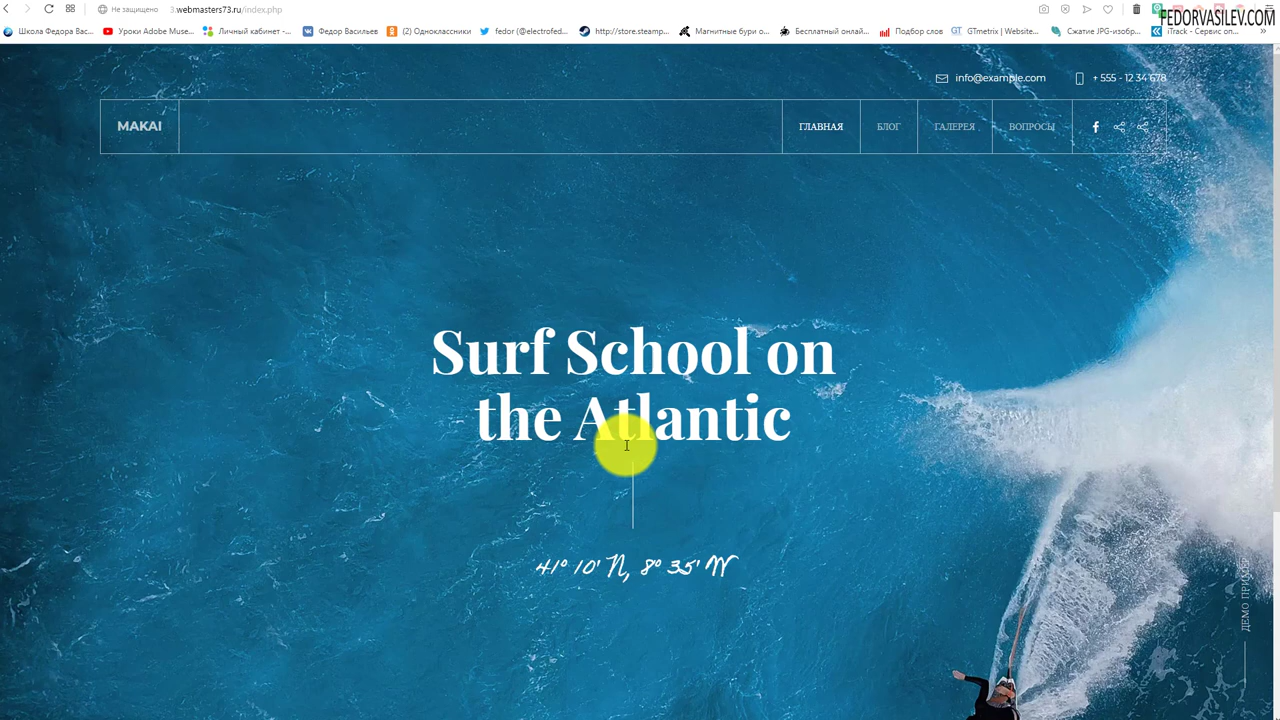 Не защищено 3.webmasters73.ru/index.php
FEDORVASILEV.COM
Школа Федора Вас... Уроки Adobe Muse... Личный кабинет -... Федор Васильев (2) Одноклассники fedor (@electrofed... http://store.steamp... Магнитные бури о... Бесплатный онлай... Подбор слов GTmetrix | Website... Сжатие JPG-изобр... iTrack - Сервис оп...
info@example.com + 555 - 12 34 678
MAKAI ГЛАВНАЯ БЛОГ ГАЛЕРЕЯ ВОПРОСЫ
Surf School on
the Atlantic
41° 10' N, 8° 35' W
ДЕМО ПРИМЕР